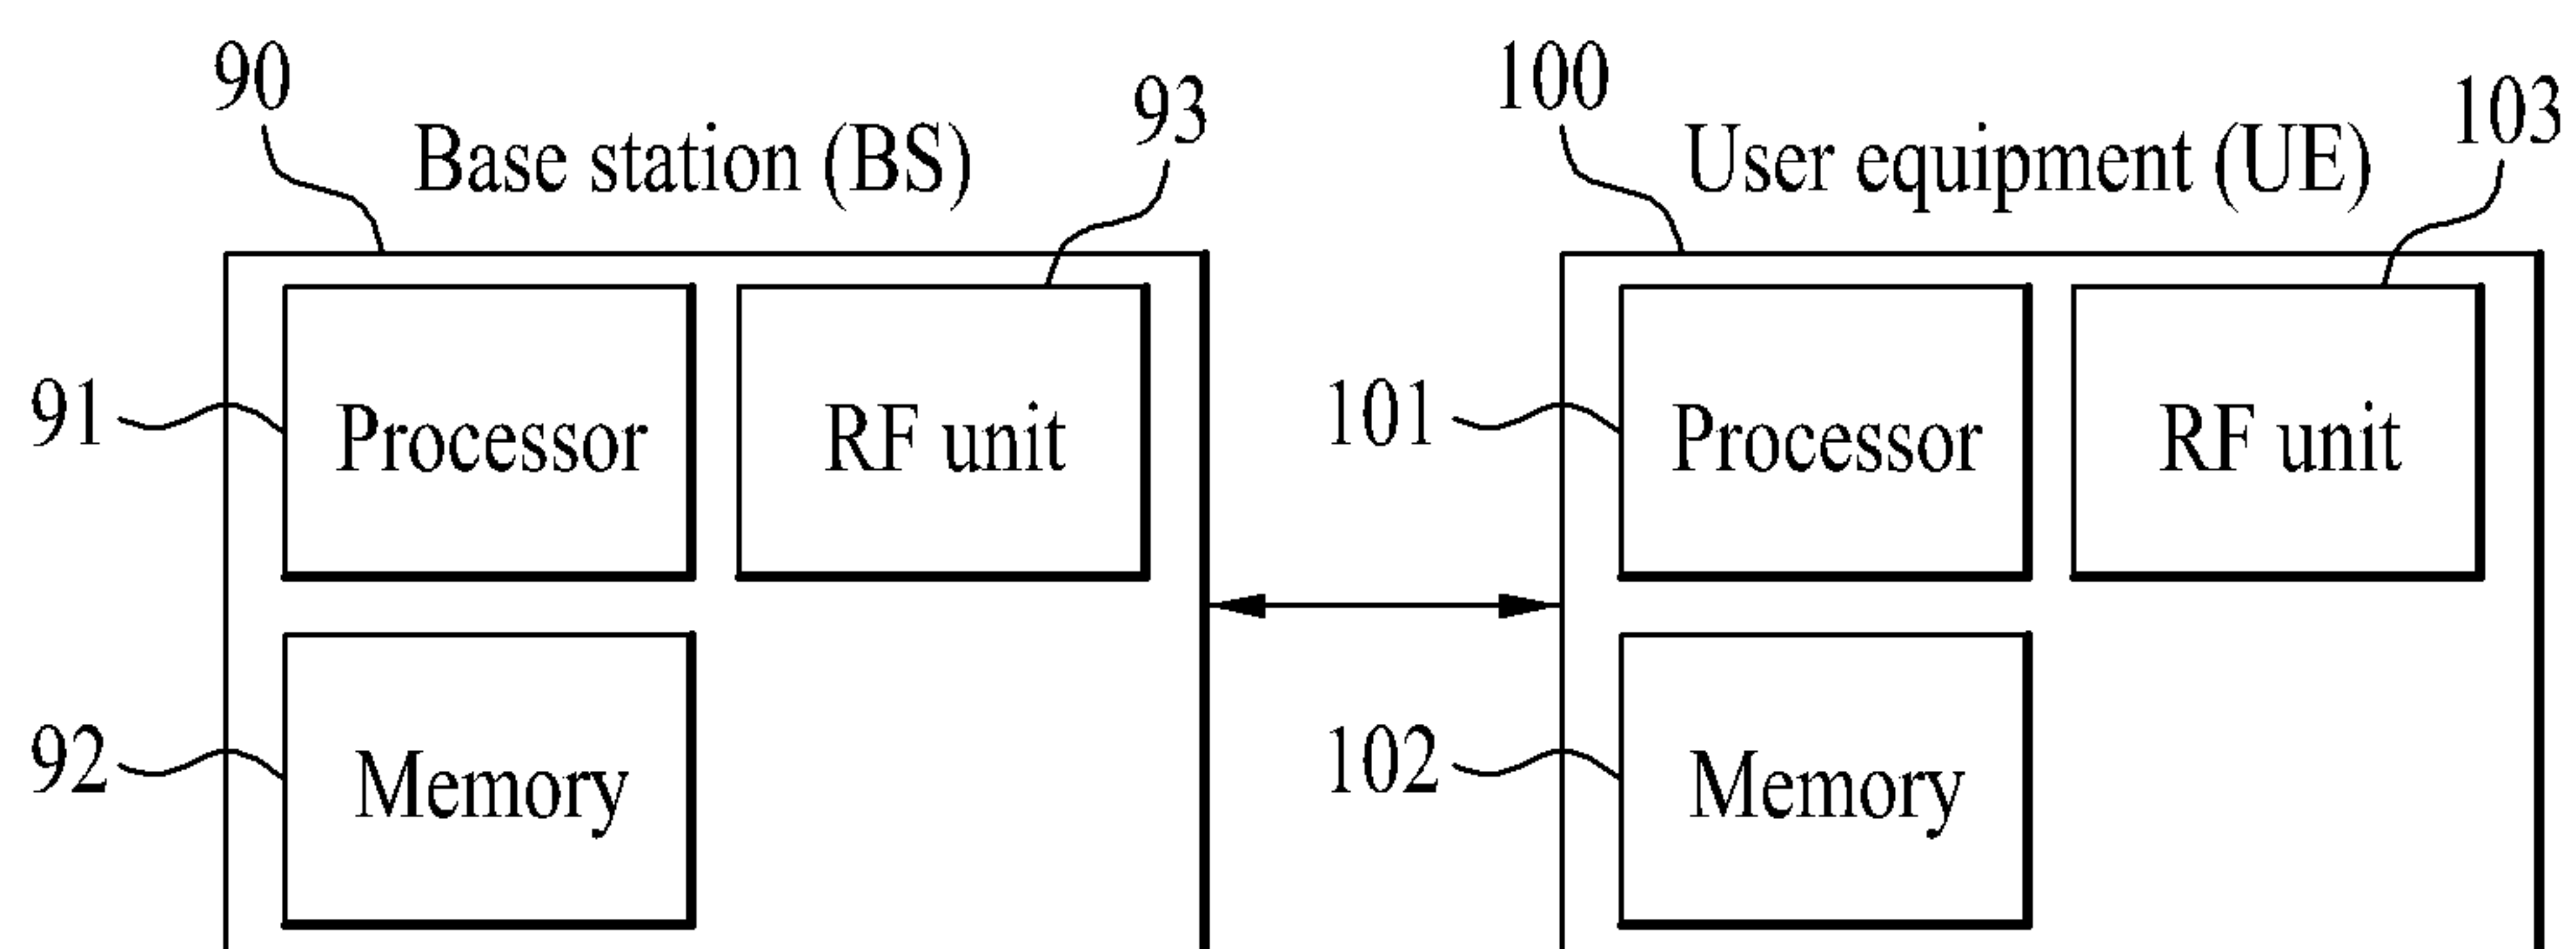 90
Base station (BS)
93
100
User equipment (UE)
103
91
Processor
RF unit
101
Processor
RF unit
92
Memory
102
Memory